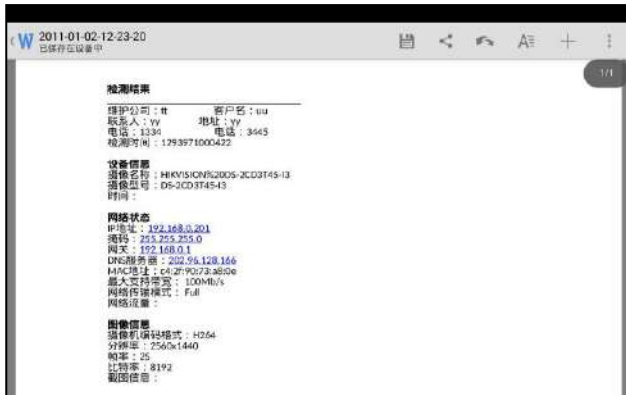 2011-01-02-12-23-20
已保存在设备中
1/1
检测结果
维护公司：tt 客户名：uu
联系人：yy 地址：yy
电话：1334 电话：3445
检测时间：1293971000422
设备信息
摄像名称：HIKVISION%20DS-2CD3T45-I3
摄像型号：DS-2CD3T45-I3
时间：
网络状态
IP地址：192.168.0.201
掩码：255.255.255.0
网关：192.168.0.1
DNS服务器：202.96.128.166
MAC地址：c4:2f:90:73:a8:0e
最大支持带宽：100Mb/s
网络传输模式：Full
网络流量：
图像信息
摄像机编码格式：H264
分辨率：2560x1440
帧率：25
比特率：8192
截图信息：